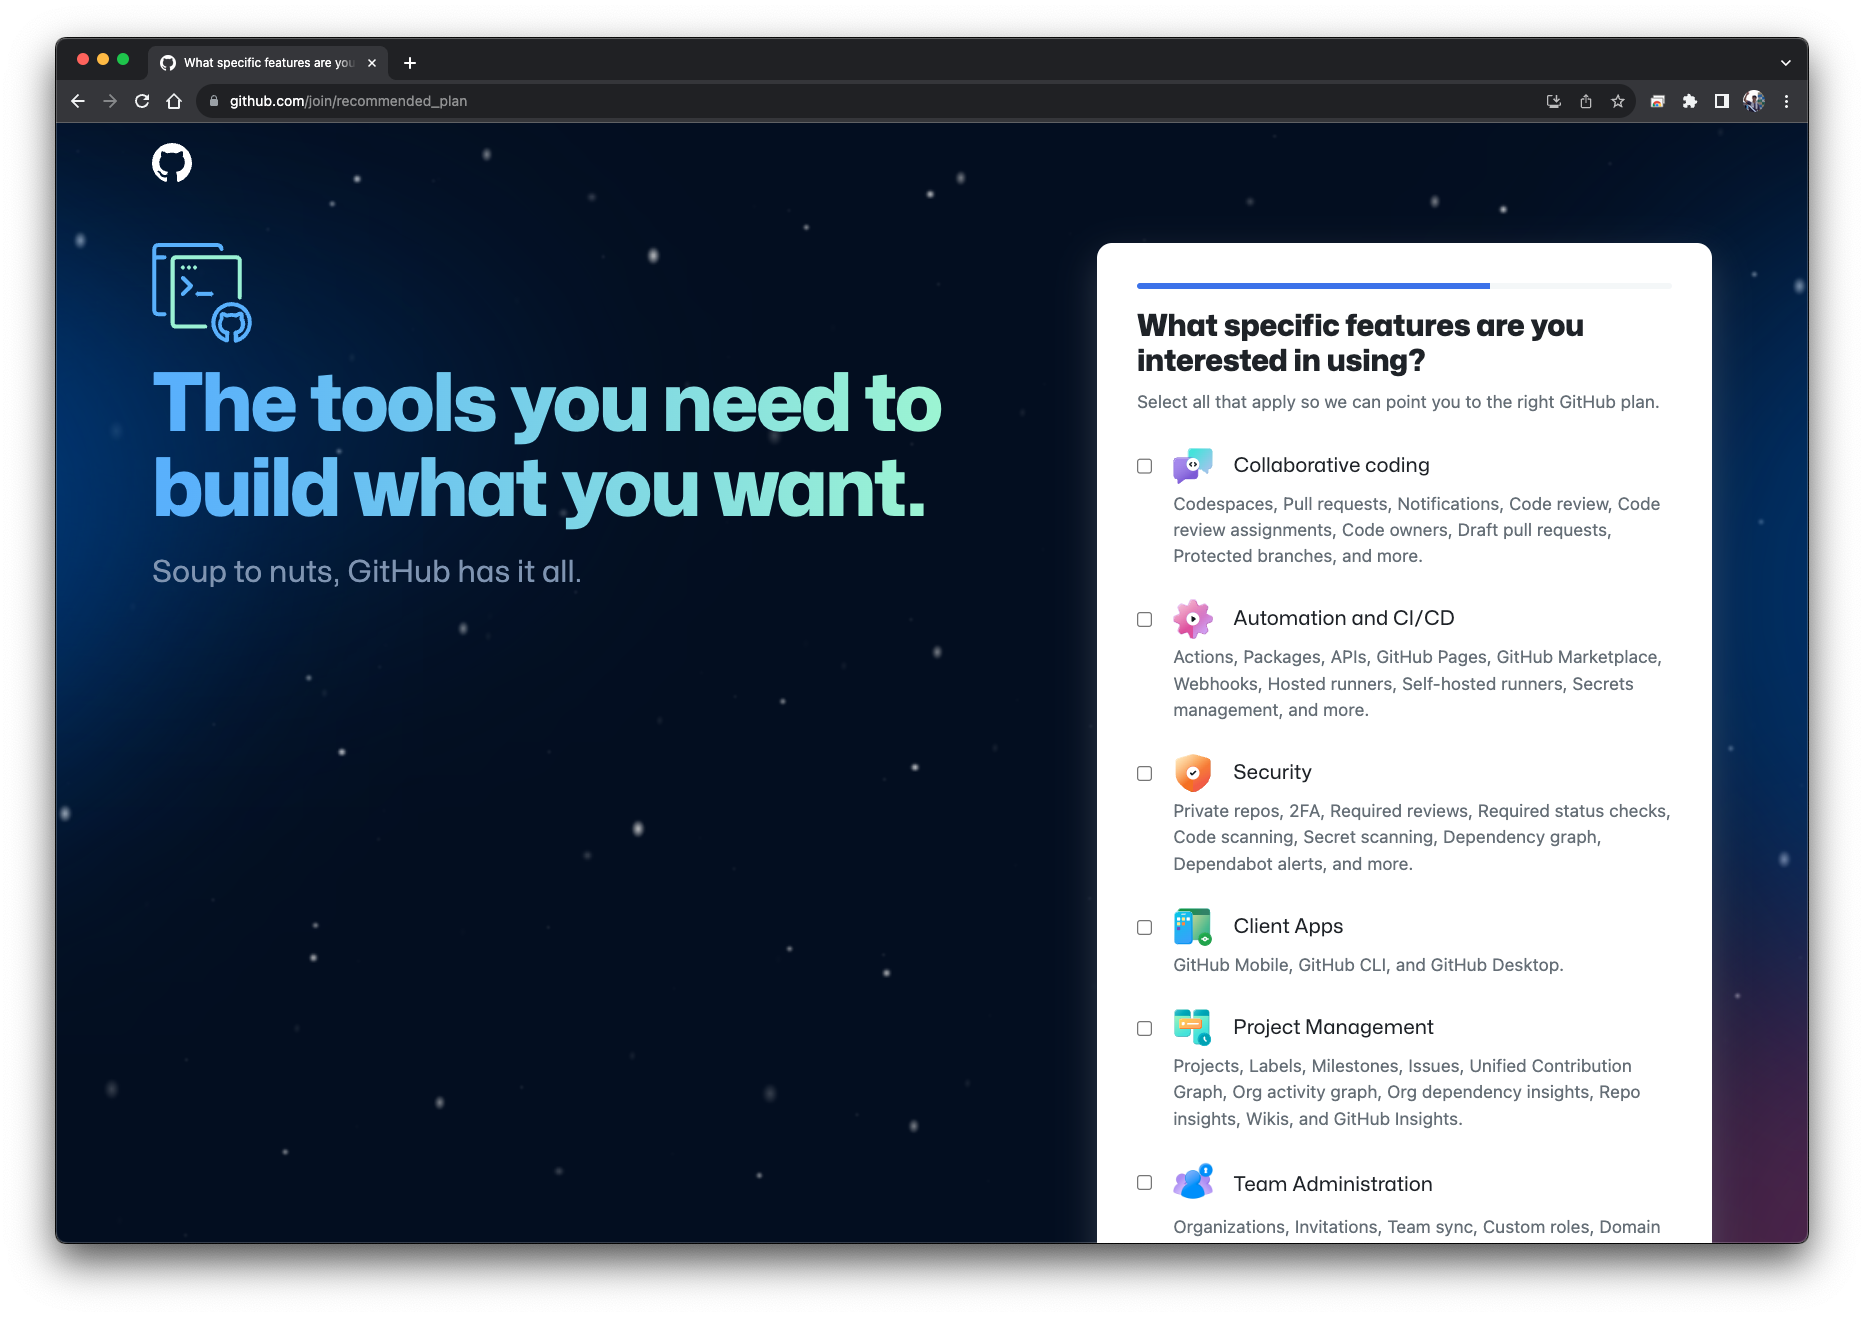 What specific features are you
github.com/join/recommended_plan
The tools you need to
build what you want.
Soup to nuts, GitHub has it all.
What specific features are you
interested in using?
Select all that apply so we can point you to the right GitHub plan.
Collaborative coding
Codespaces, Pull requests, Notifications, Code review, Code
review assignments, Code owners, Draft pull requests,
Protected branches, and more.
Automation and CI/CD
Actions, Packages, APIs, GitHub Pages, GitHub Marketplace,
Webhooks, Hosted runners, Self-hosted runners, Secrets
management, and more.
Security
Private repos, 2FA, Required reviews, Required status checks,
Code scanning, Secret scanning, Dependency graph,
Dependabot alerts, and more.
Client Apps
GitHub Mobile, GitHub CLI, and GitHub Desktop.
Project Management
Projects, Labels, Milestones, Issues, Unified Contribution
Graph, Org activity graph, Org dependency insights, Repo
insights, Wikis, and GitHub Insights.
Team Administration
Organizations, Invitations, Team sync, Custom roles, Domain